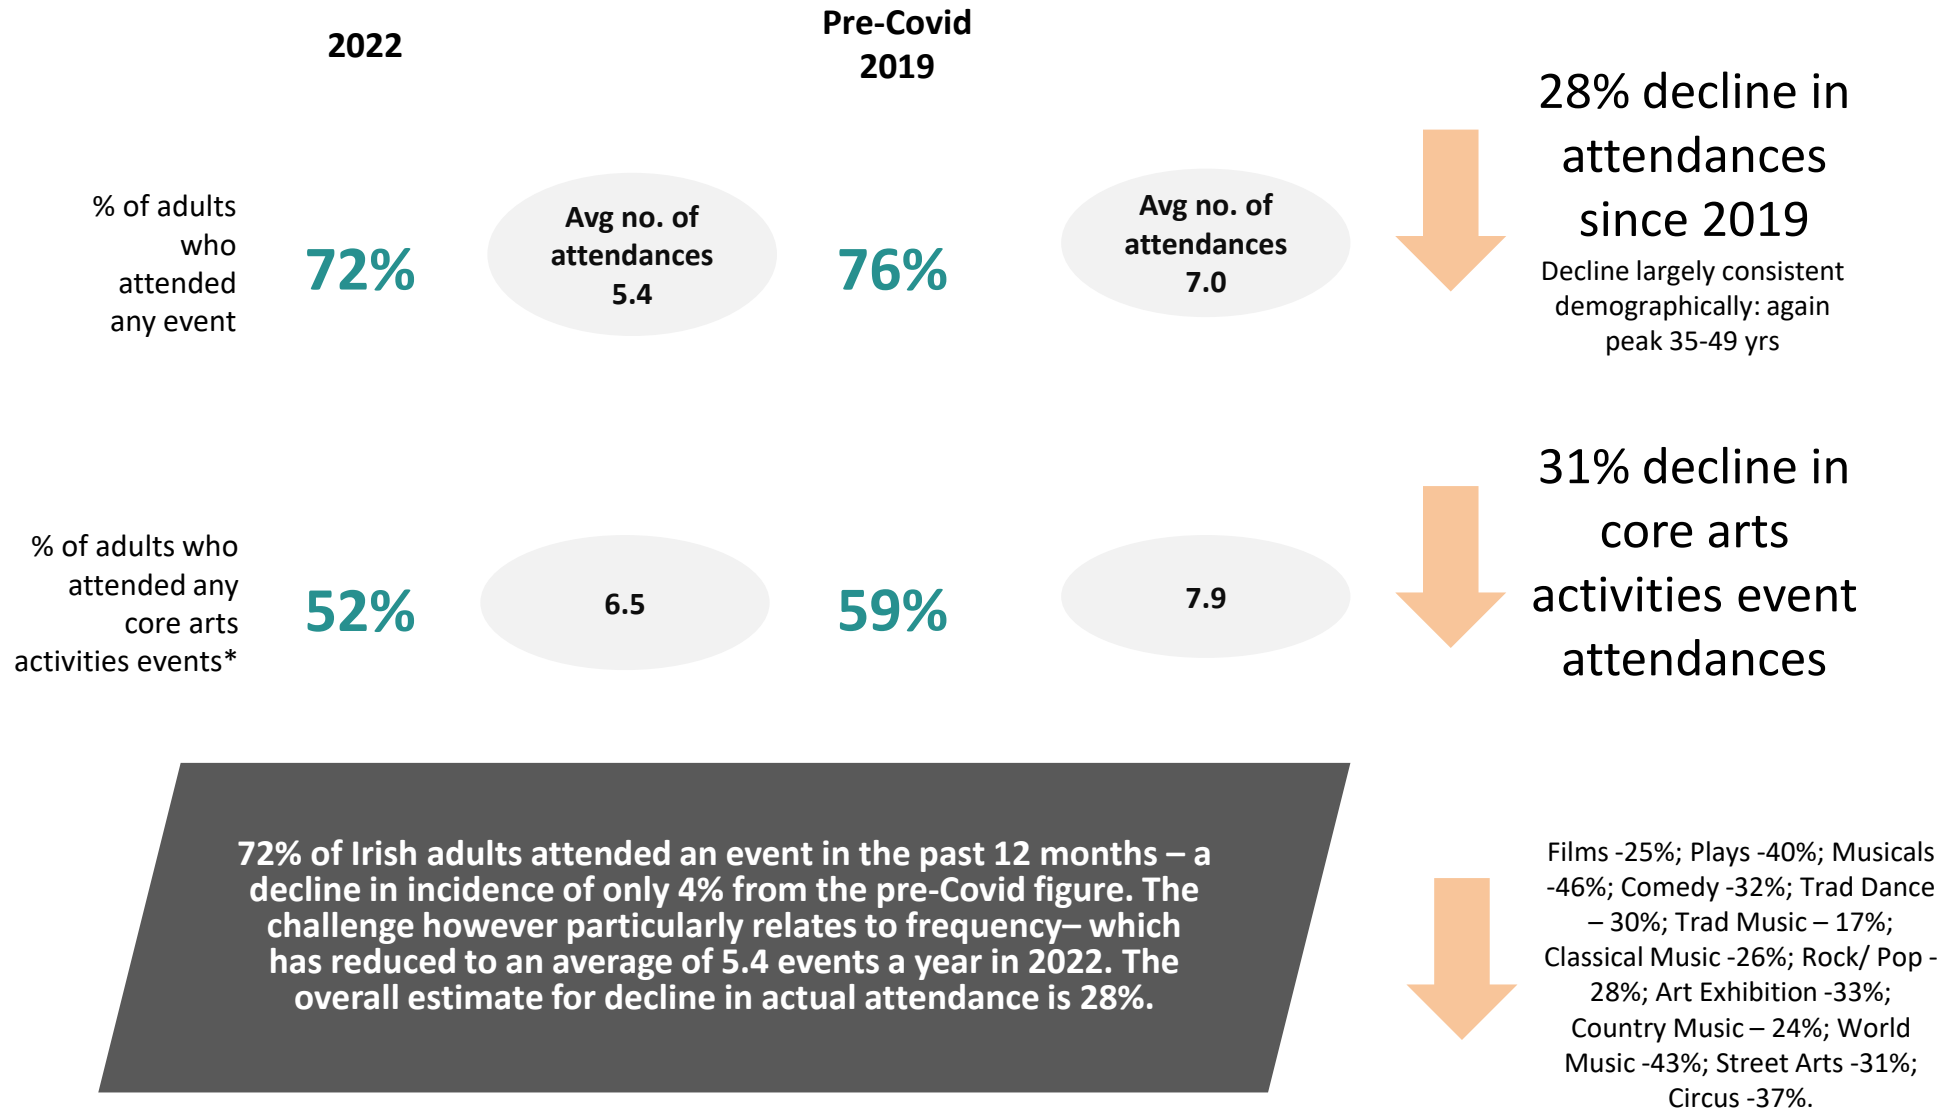 2022
Pre-Covid
2019
% of adults
who
attended
any event
72%
Avg no. of
attendances
5.4
76%
Avg no. of
attendances
7.0
28% decline in
attendances
since 2019
Decline largely consistent
demographically: again
peak 35-49 yrs
% of adults who
attended any
core arts
activities events*
52%
6.5
59%
7.9
31% decline in
core arts
activities event
attendances
72% of Irish adults attended an event in the past 12 months – a
decline in incidence of only 4% from the pre-Covid figure. The
challenge however particularly relates to frequency– which
has reduced to an average of 5.4 events a year in 2022. The
overall estimate for decline in actual attendance is 28%.
Films -25%; Plays -40%; Musicals
-46%; Comedy -32%; Trad Dance
– 30%; Trad Music – 17%;
Classical Music -26%; Rock/ Pop -
28%; Art Exhibition -33%;
Country Music – 24%; World
Music -43%; Street Arts -31%;
Circus -37%.